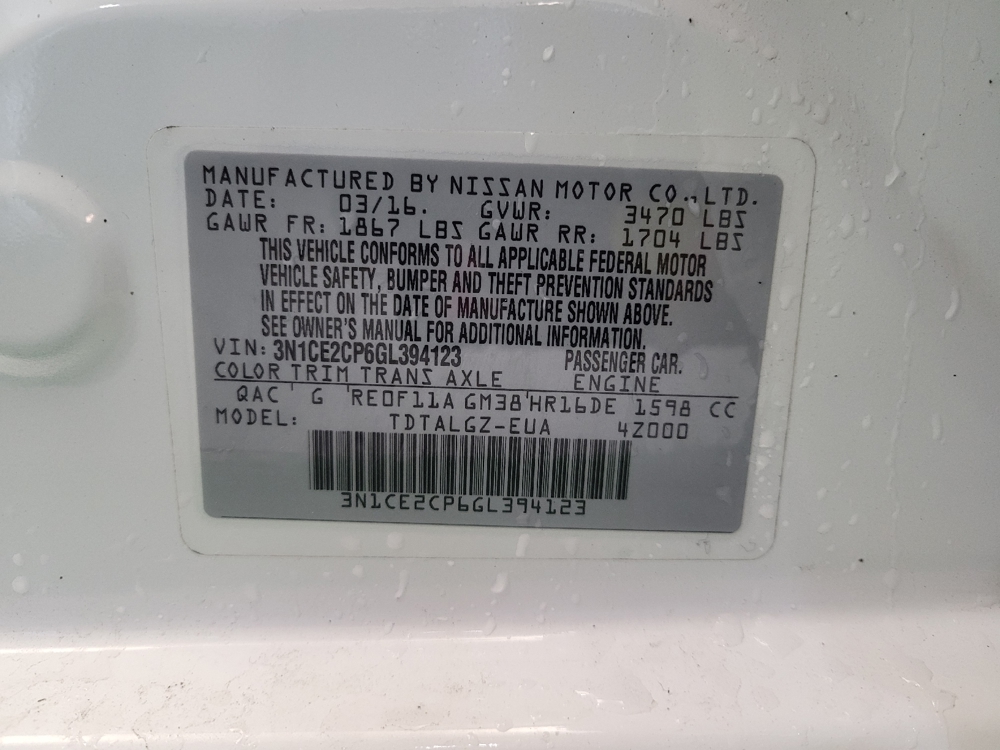 MANUFACTURED BY NISSAN MOTOR CO., LTD.
DATE: 03/16. GVWR: 3470 LBS
GAWR FR: 1867 LBS GAWR RR: 1704 LBS
THIS VEHICLE CONFORMS TO ALL APPLICABLE FEDERAL MOTOR
VEHICLE SAFETY, BUMPER AND THEFT PREVENTION STANDARDS
IN EFFECT ON THE DATE OF MANUFACTURE SHOWN ABOVE.
SEE OWNER'S MANUAL FOR ADDITIONAL INFORMATION.
VIN: 3N1CE2CP6GL394123 PASSENGER CAR.
COLOR TRIM TRANS AXLE ENGINE
QAC ' G 'RE0F11A GM38'HR16DE 1598 CC
MODEL: TDTALGZ-EUA 4Z000
3N1CE2CP6GL394123